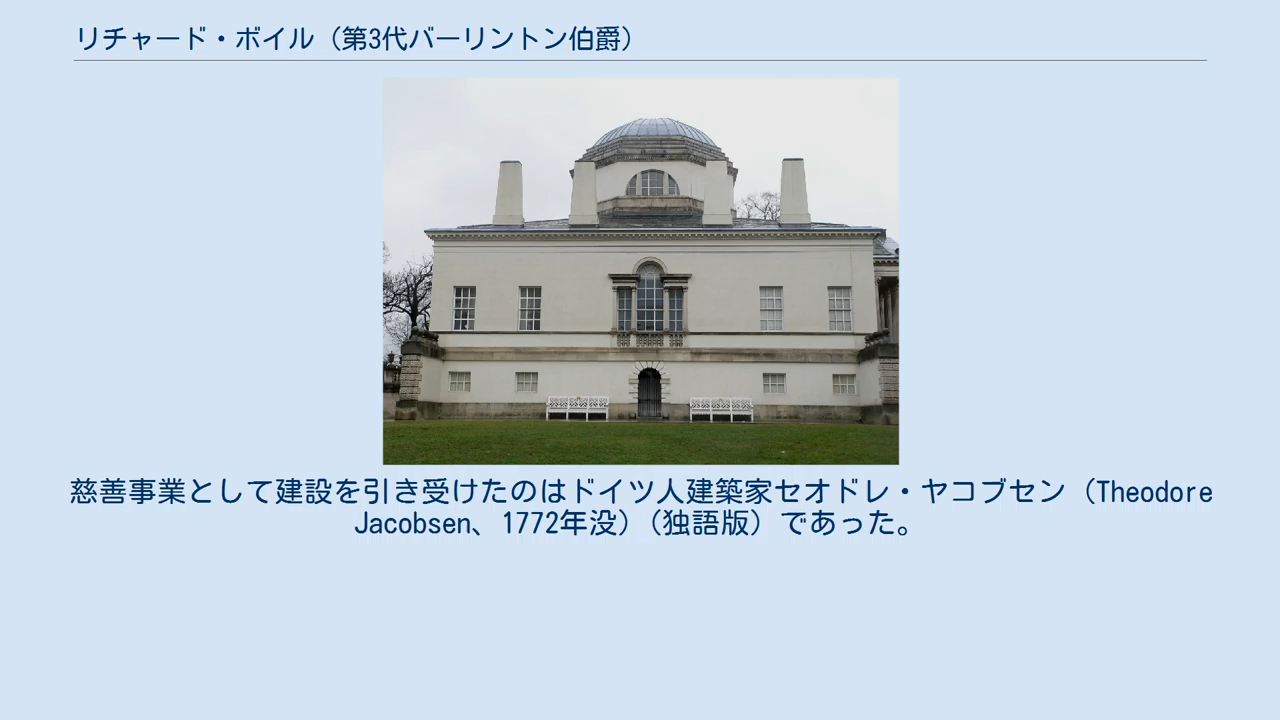 リチャード・ボイル（第3代バーリントン伯爵）
慈善事業として建設を引き受けたのはドイツ人建築家セオドレ・ヤコブセン（Theodore
Jacobsen、1772年没）（独語版）であった。